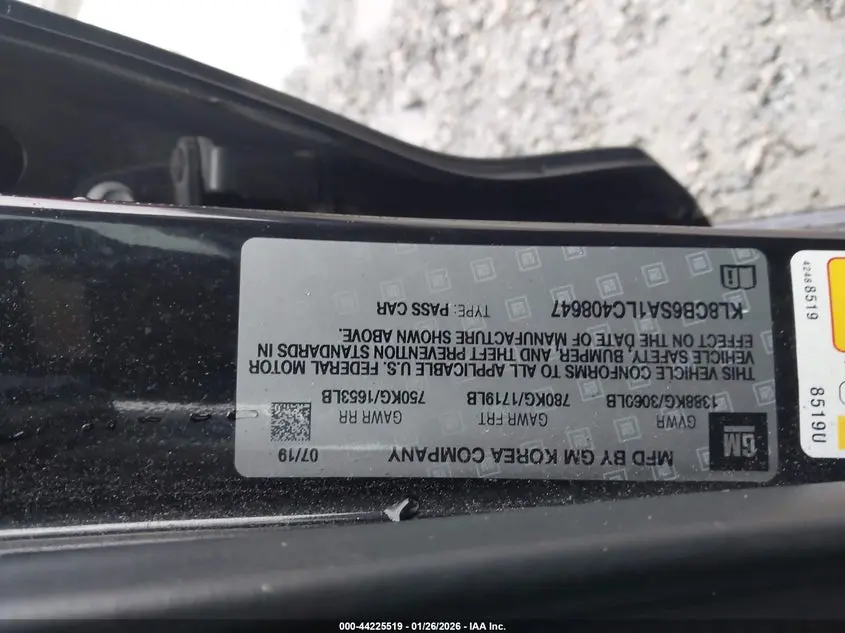 GM
MFD BY GM KOREA COMPANY 07/19
GVWR GAWR FRT GAWR RR
1388KG/3060LB 780KG/1719LB 750KG/1653LB
THIS VEHICLE CONFORMS TO ALL APPLICABLE U.S. FEDERAL MOTOR
VEHICLE SAFETY, BUMPER, AND THEFT PREVENTION STANDARDS IN
EFFECT ON THE DATE OF MANUFACTURE SHOWN ABOVE.
KL8CB6SA1LC408647 TYPE: PASS CAR
42488519
8519U
000-44225519 | 01/26/2026 - IAA Inc.